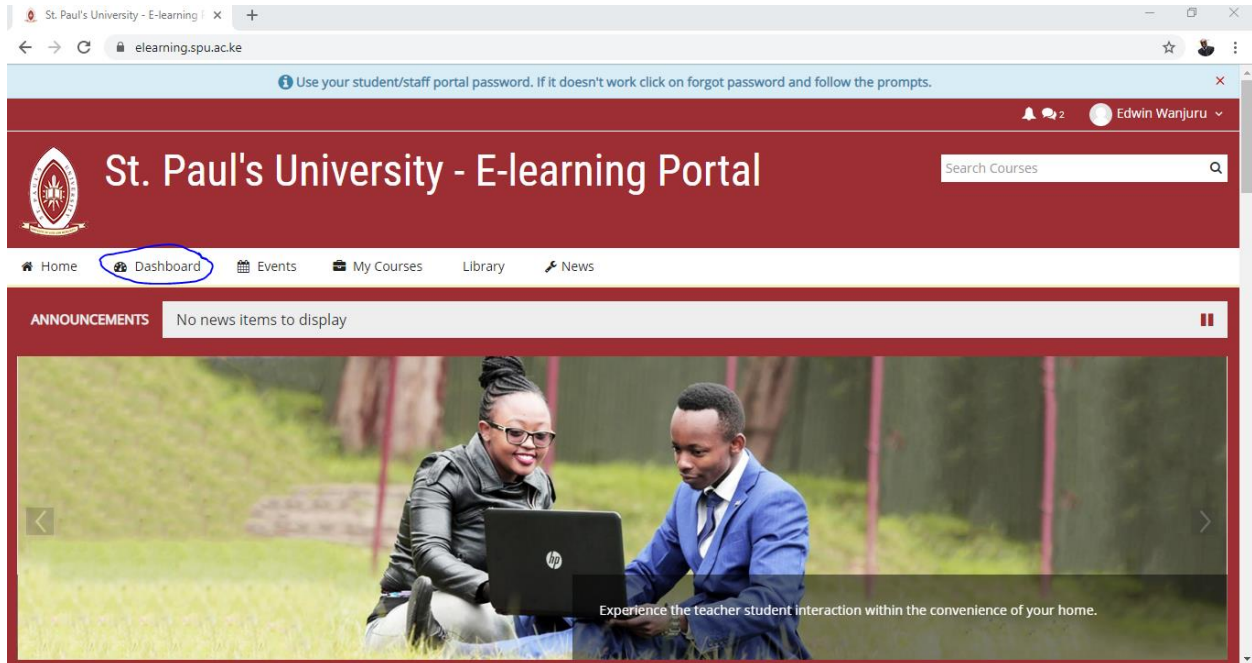 St. Paul's University - E-learning
elearning.spu.ac.ke
Use your student/staff portal password. If it doesn't work click on forgot password and follow the prompts.
2 Edwin Wanjuru
St. Paul's University - E-learning Portal
Search Courses
Home Dashboard Events My Courses Library News
ANNOUNCEMENTS No news items to display
hp
Experience the teacher student interaction within the convenience of your home.